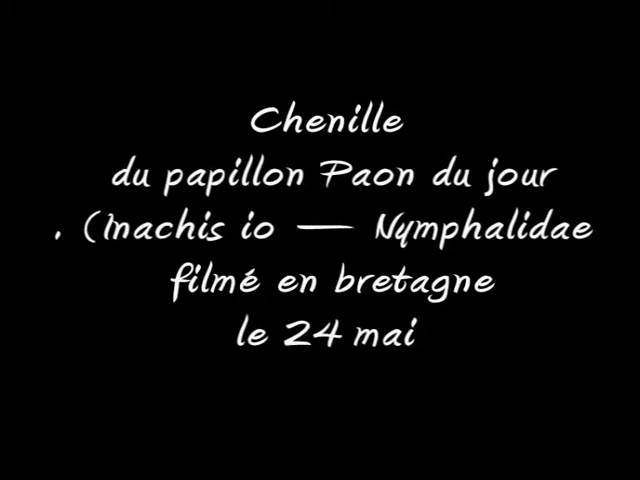 Chenille
du papillon Paon du jour
. (Inachis io — Nymphalidae
filmé en bretagne
le 24 mai